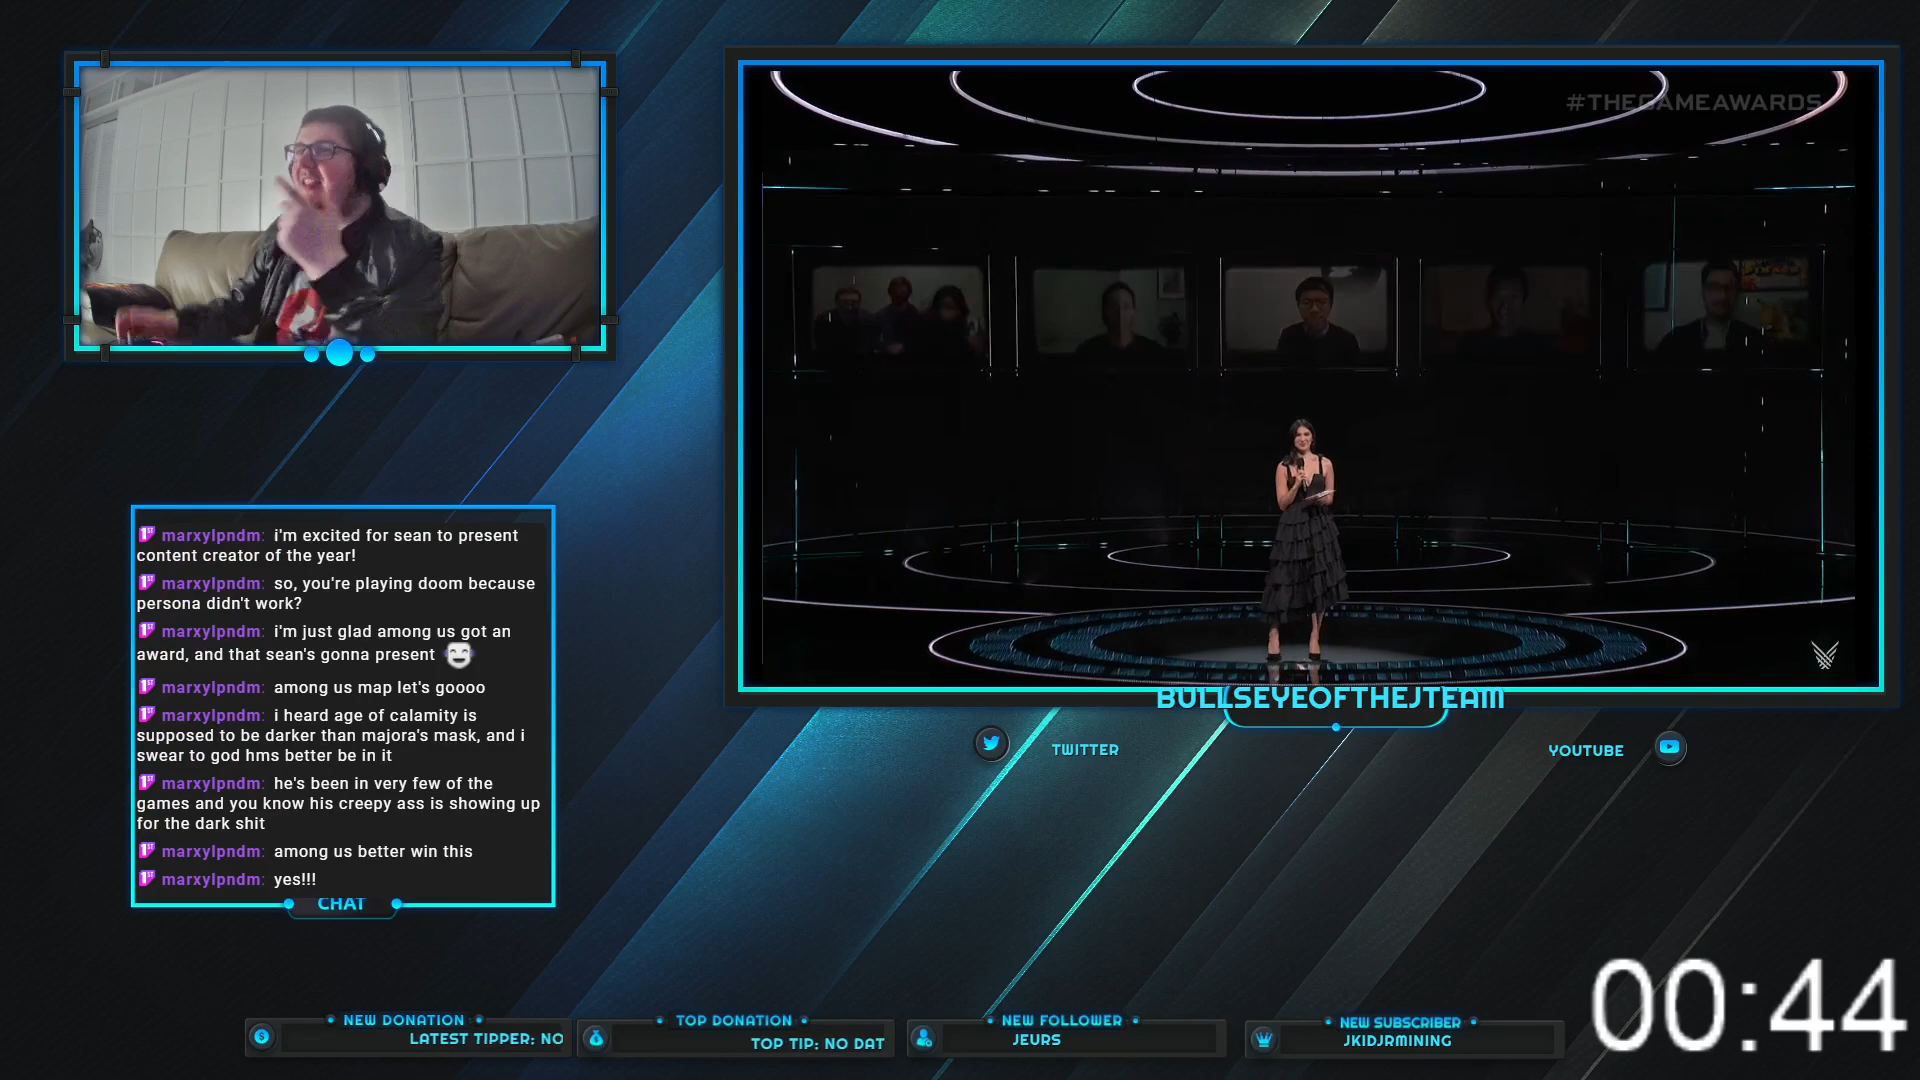 #THEGAMEAWARDS
marxylpndm: i'm excited for sean to present
content creator of the year!
marxylpndm: so, you're playing doom because
persona didn't work?
marxylpndm: i'm just glad among us got an
award, and that sean's gonna present
marxylpndm: among us map let's goooo
marxylpndm: i heard age of calamity is
supposed to be darker than majora's mask, and i
swear to god hms better be in it
marxylpndm: he's been in very few of the
games and you know his creepy ass is showing up
for the dark shit
marxylpndm: among us better win this
marxylpndm: yes!!!
CHAT
BULLSEYEOFTHEJTEAM
TWITTER
YOUTUBE
NEW DONATION
LATEST TIPPER: NO
TOP DONATION
TOP TIP: NO DAT
NEW FOLLOWER
JEURS
NEW SUBSCRIBER
JKIDJRMINING
00:44